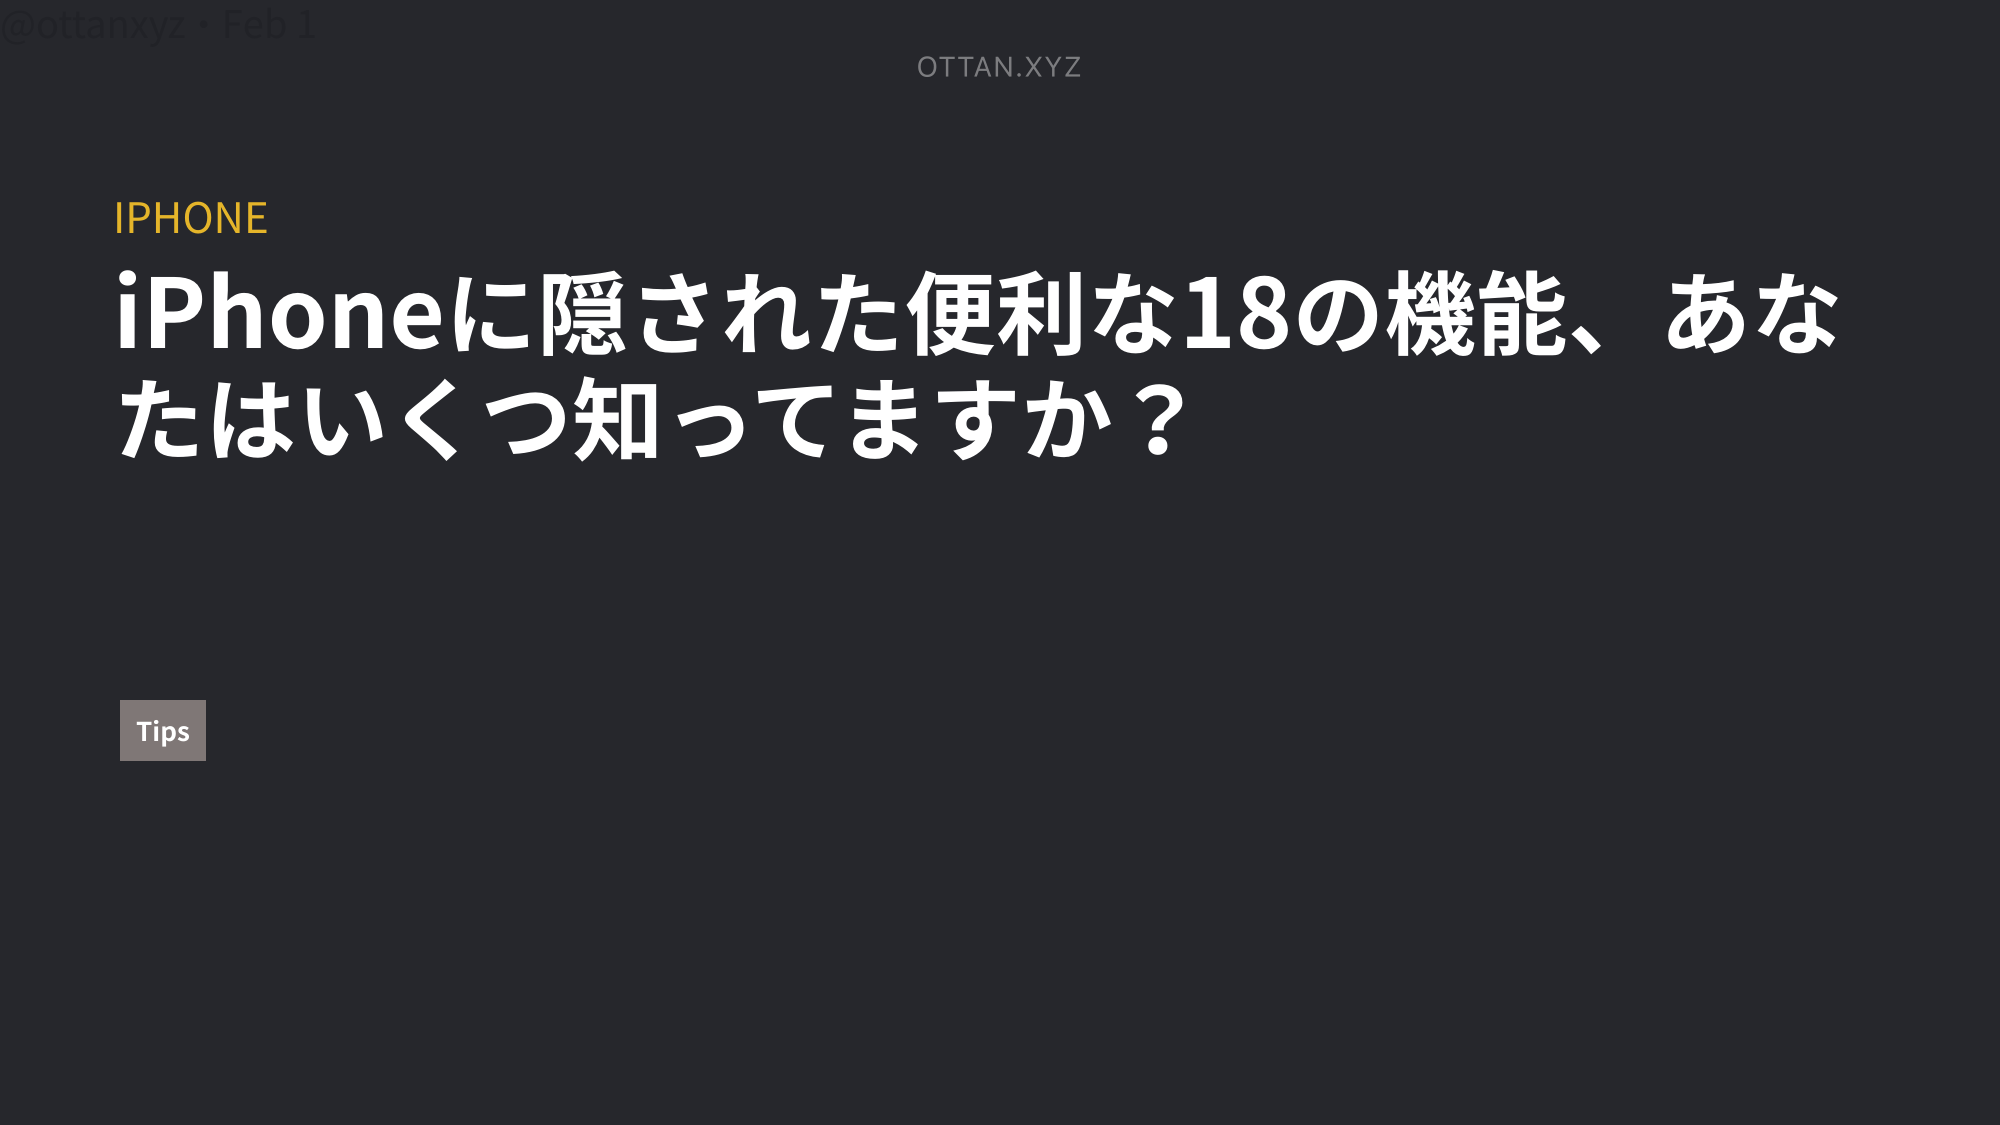 @ottanxyz・Feb 1
OTTAN.XYZ
IPHONE
iPhoneに隠された便利な18の機能、あな
たはいくつ知ってますか？
Tips